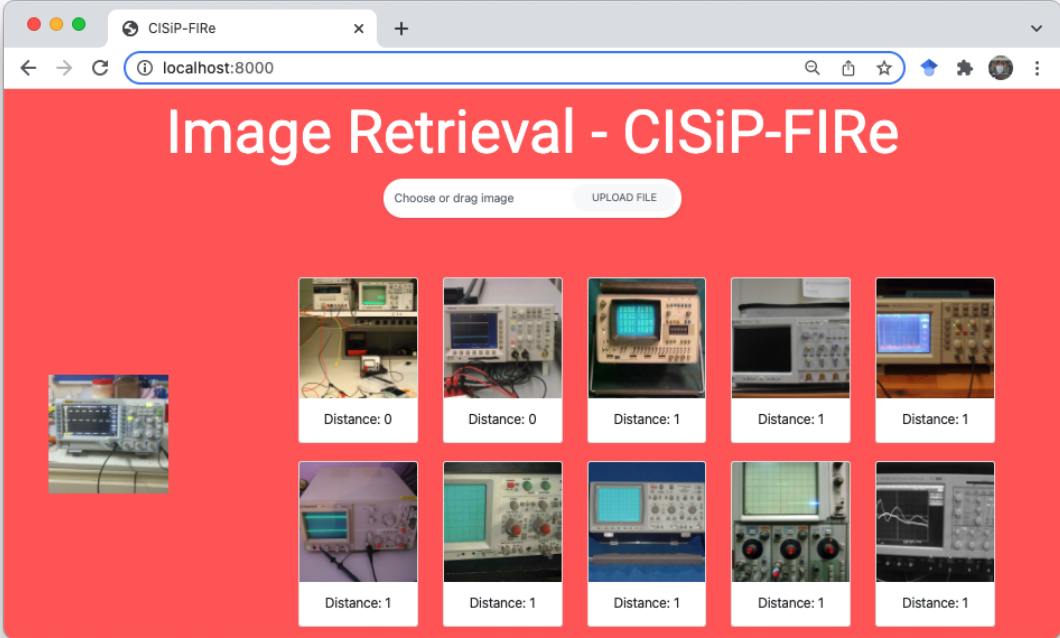 CISiP-FIRe
localhost:8000
Image Retrieval - CISiP-FIRe
Choose or drag image UPLOAD FILE
Distance: 0 Distance: 0 Distance: 1 Distance: 1 Distance: 1
Distance: 1 Distance: 1 Distance: 1 Distance: 1 Distance: 1